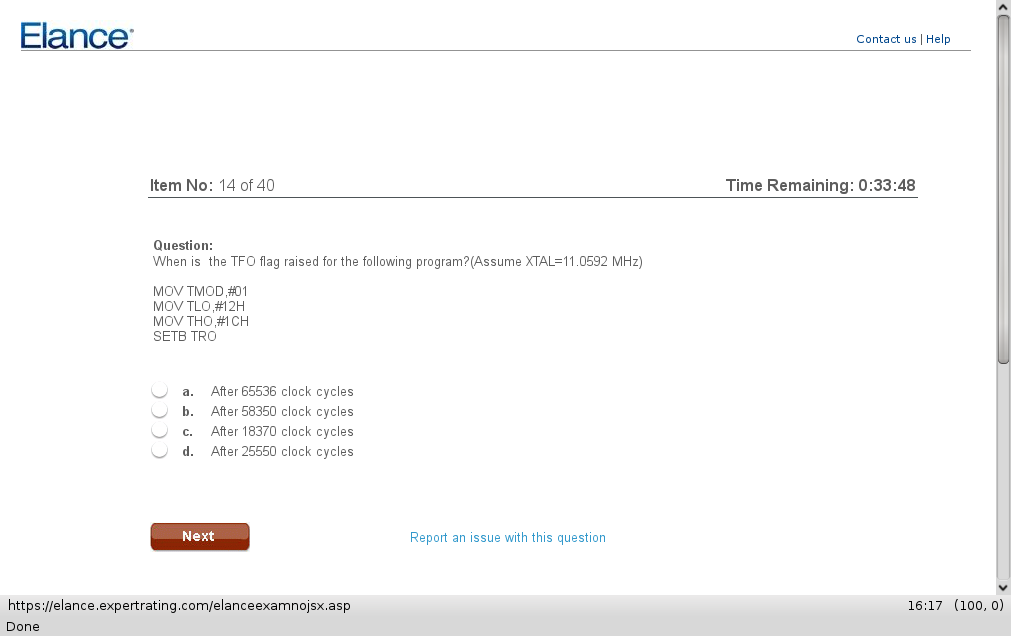 Elance
Contact us | Help
Item No: 14 of 40
Time Remaining: 0:33:48
Question:
When is the TFO flag raised for the following program?(Assume XTAL=11.0592 MHz)
MOV TMOD,#01
MOV TLO,#12H
MOV THO,#1CH
SETB TRO
a. After 65536 clock cycles
b. After 58350 clock cycles
c. After 18370 clock cycles
d. After 25550 clock cycles
Next
Report an issue with this question
https://elance.expertrating.com/elanceexamnojsx.asp
16:17 (100, 0)
Done